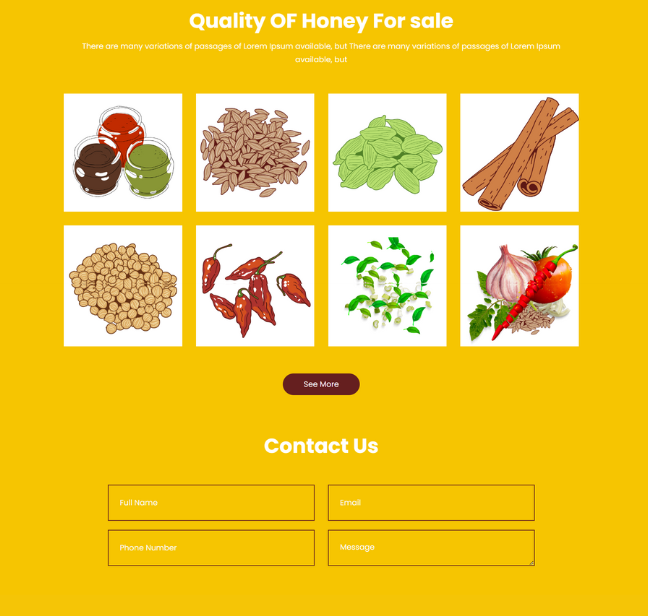 Quality OF Honey For sale
There are many variations of passages of Lorem Ipsum available, but There are many variations of passages of Lorem Ipsum
available, but
See More
Contact Us
Full Name
Email
Phone Number
Message